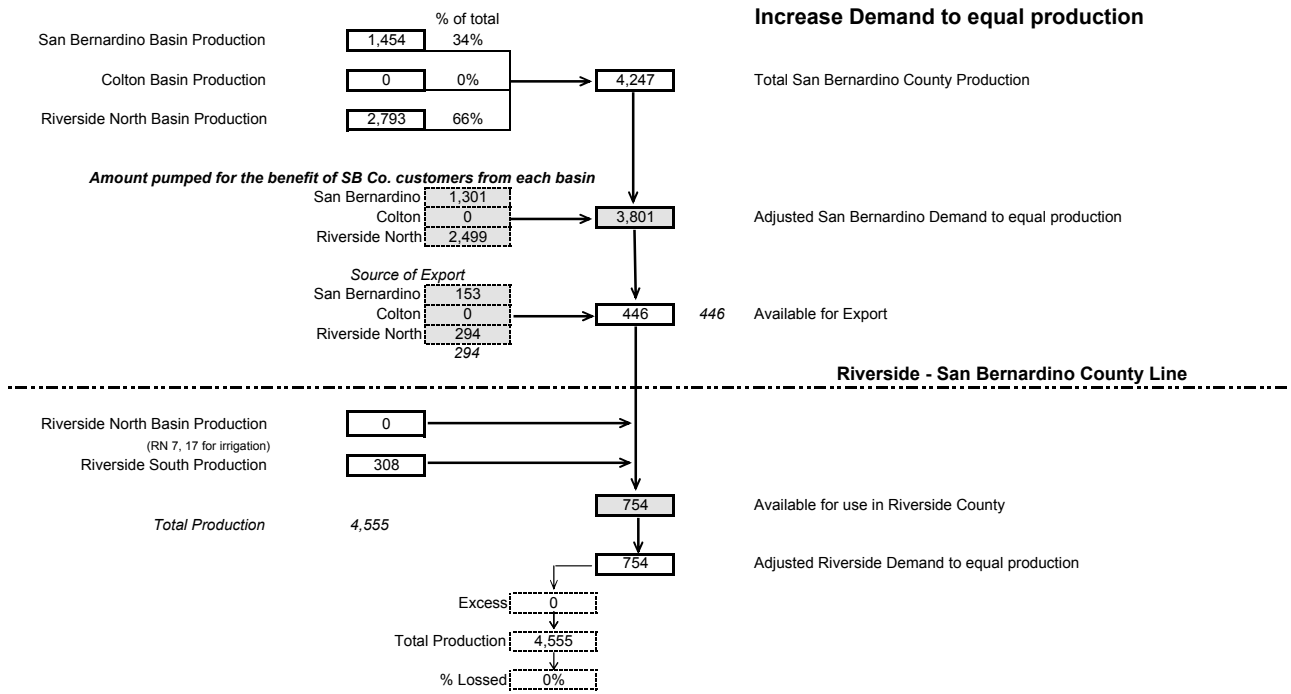 % of total
Increase Demand to equal production
San Bernardino Basin Production 1,454 34%
Colton Basin Production 0 0% 4,247 Total San Bernardino County Production
Riverside North Basin Production 2,793 66%
Amount pumped for the benefit of SB Co. customers from each basin
San Bernardino 1,301
Colton 0 3,801 Adjusted San Bernardino Demand to equal production
Riverside North 2,499
Source of Export
San Bernardino 153
Colton 0 446 446 Available for Export
Riverside North 294
294
Riverside - San Bernardino County Line
Riverside North Basin Production 0
(RN 7, 17 for irrigation)
Riverside South Production 308
754 Available for use in Riverside County
Total Production 4,555
754 Adjusted Riverside Demand to equal production
Excess 0
Total Production 4,555
% Lossed 0%